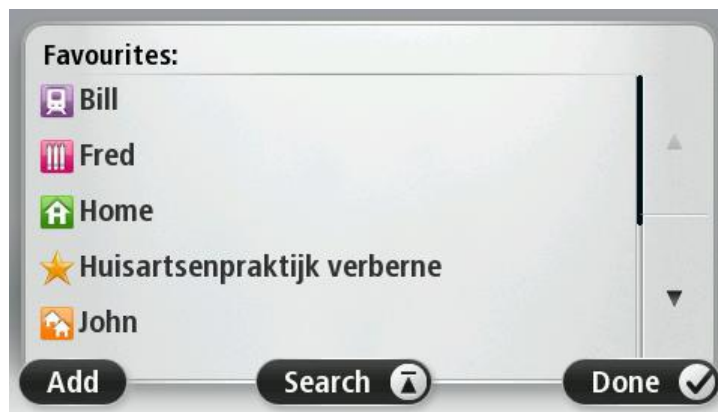 Favourites:
Bill
Fred
Home
Huisartsenpraktijk verberne
John
Add Search Done